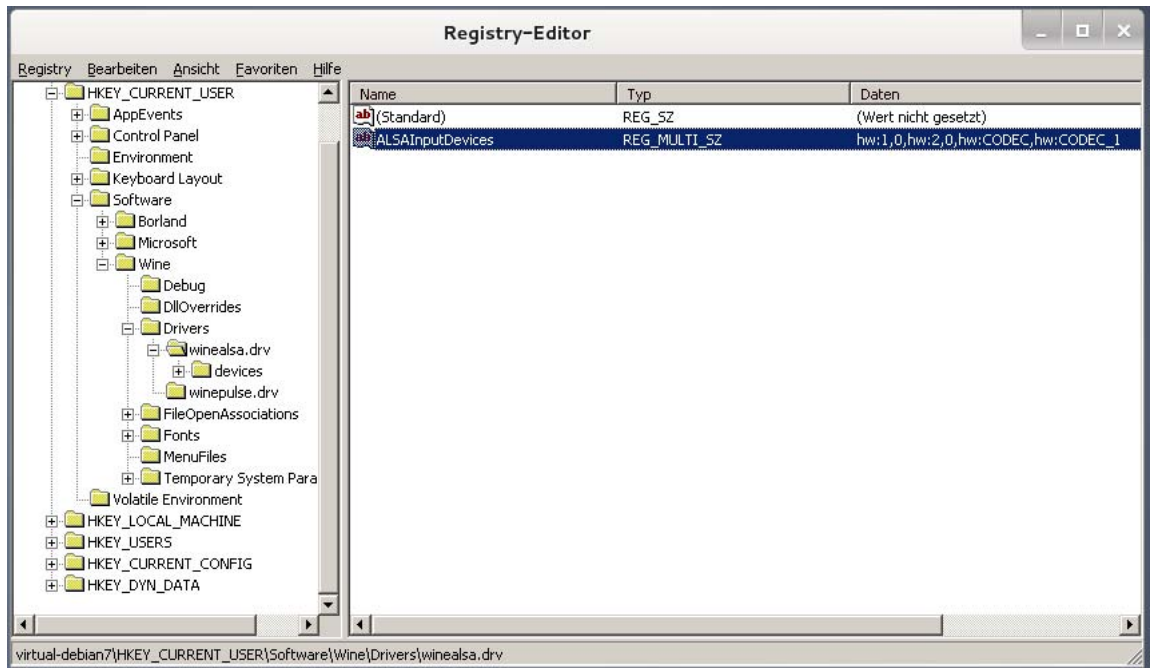 Registry-Editor
Registry Bearbeiten Ansicht Favoriten Hilfe
HKEY_CURRENT_USER
AppEvents
Control Panel
Environment
Keyboard Layout
Software
Borland
Microsoft
Wine
Debug
DllOverrides
Drivers
winealsa.drv
devices
winepulse.drv
FileOpenAssociations
Fonts
MenuFiles
Temporary System Para
Volatile Environment
HKEY_LOCAL_MACHINE
HKEY_USERS
HKEY_CURRENT_CONFIG
HKEY_DYN_DATA
Name Typ Daten
ab (Standard) REG_SZ (Wert nicht gesetzt)
ab ALSAInputDevices REG_MULTI_SZ hw:1,0,hw:2,0,hw:CODEC,hw:CODEC_1
virtual-debian7\HKEY_CURRENT_USER\Software\Wine\Drivers\winealsa.drv